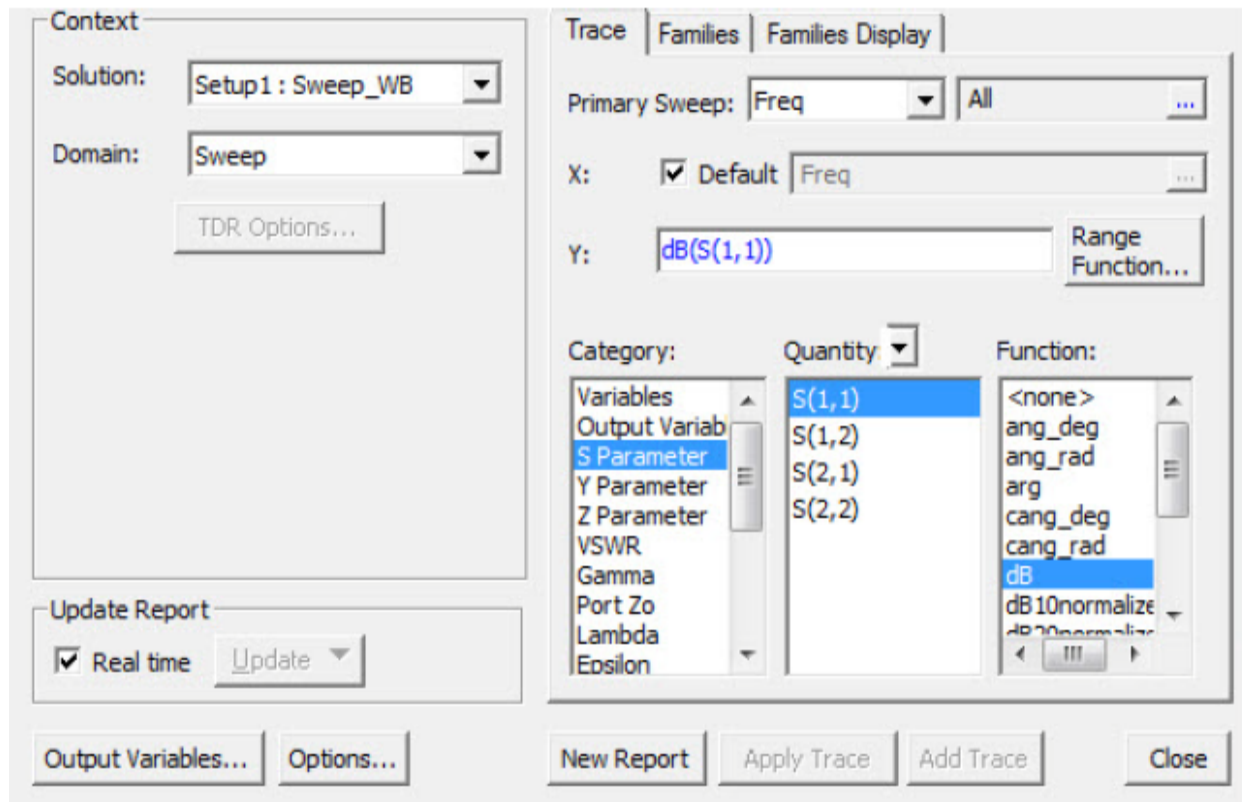 Context
Solution:
Setup1 : Sweep_WB
Domain:
Sweep
TDR Options...
Update Report
Real time
Update
Output Variables...
Options...
Trace
Families
Families Display
Primary Sweep:
Freq
All
...
X:
Default
Freq
...
Y:
dB(S(1,1))
Range
Function...
Category:
Variables
Output Variab
S Parameter
Y Parameter
Z Parameter
VSWR
Gamma
Port Zo
Lambda
Epsilon
Quantity
S(1,1)
S(1,2)
S(2,1)
S(2,2)
Function:
<none>
ang_deg
ang_rad
arg
cang_deg
cang_rad
dB
dB10normalize
dB20normaliz
New Report
Apply Trace
Add Trace
Close